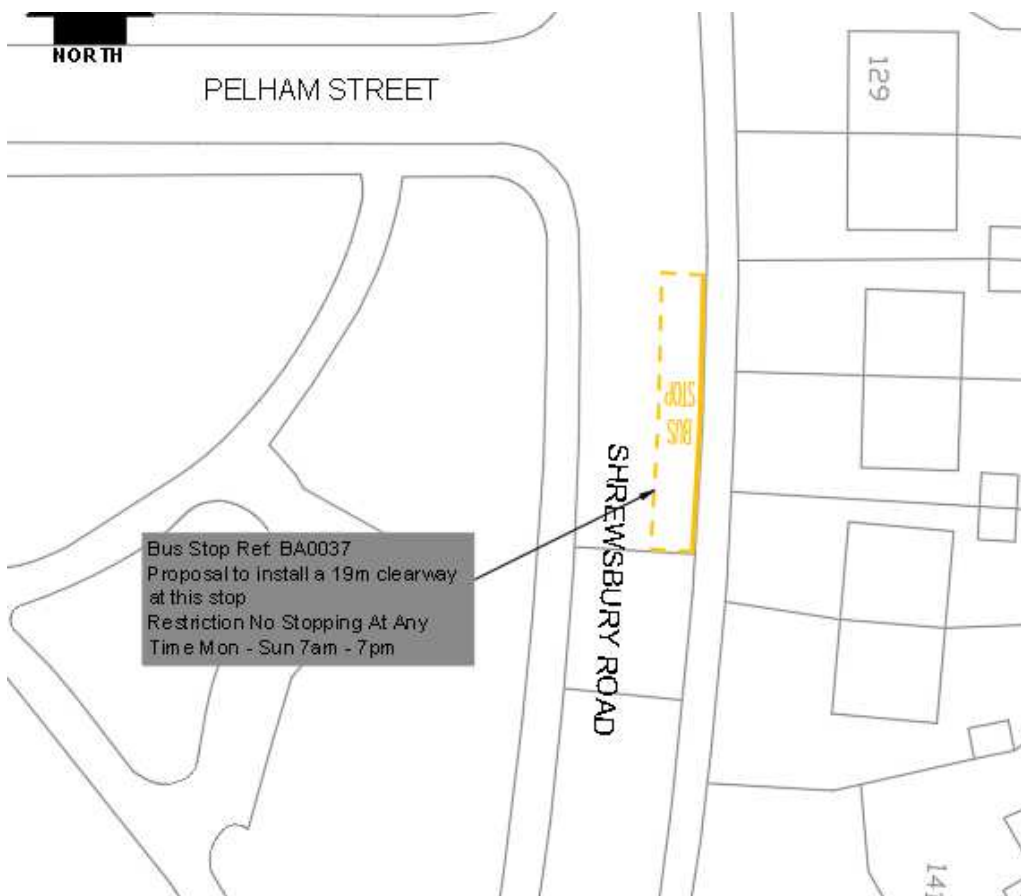 NORTH
PELHAM STREET
129
STOP
BUS
SHREWSBURY ROAD
Bus Stop Ref: BA0037
Proposal to install a 19m clearway
at this stop
Restriction No Stopping At Any
Time Mon - Sun 7am - 7pm